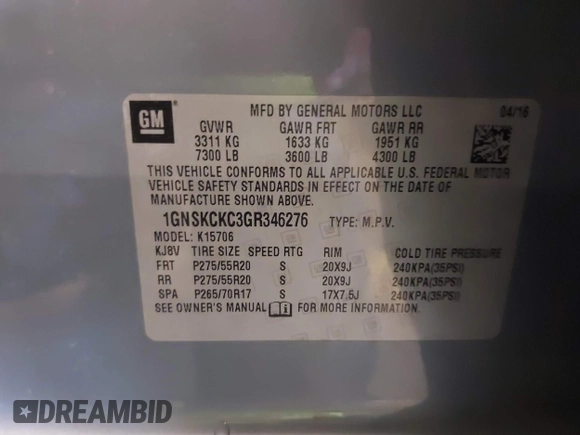 GM
MFD BY GENERAL MOTORS LLC 04/16
GVWR GAWR FRT GAWR RR
3311 KG 1633 KG 1951 KG
7300 LB 3600 LB 4300 LB
THIS VEHICLE CONFORMS TO ALL APPLICABLE U.S. FEDERAL MOTOR
VEHICLE SAFETY STANDARDS IN EFFECT ON THE DATE OF
MANUFACTURE SHOWN ABOVE.
1GNSKCKC3GR346276 TYPE: M.P.V.
MODEL: K15706
KJ8V TIRE SIZE SPEED RTG RIM COLD TIRE PRESSURE
FRT P275/55R20 S 20X9J 240KPA(35PSI)
RR P275/55R20 S 20X9J 240KPA(35PSI)
SPA P265/70R17 S 17X7.5J 240KPA(35PSI)
SEE OWNER'S MANUAL FOR MORE INFORMATION.
DREAMBID